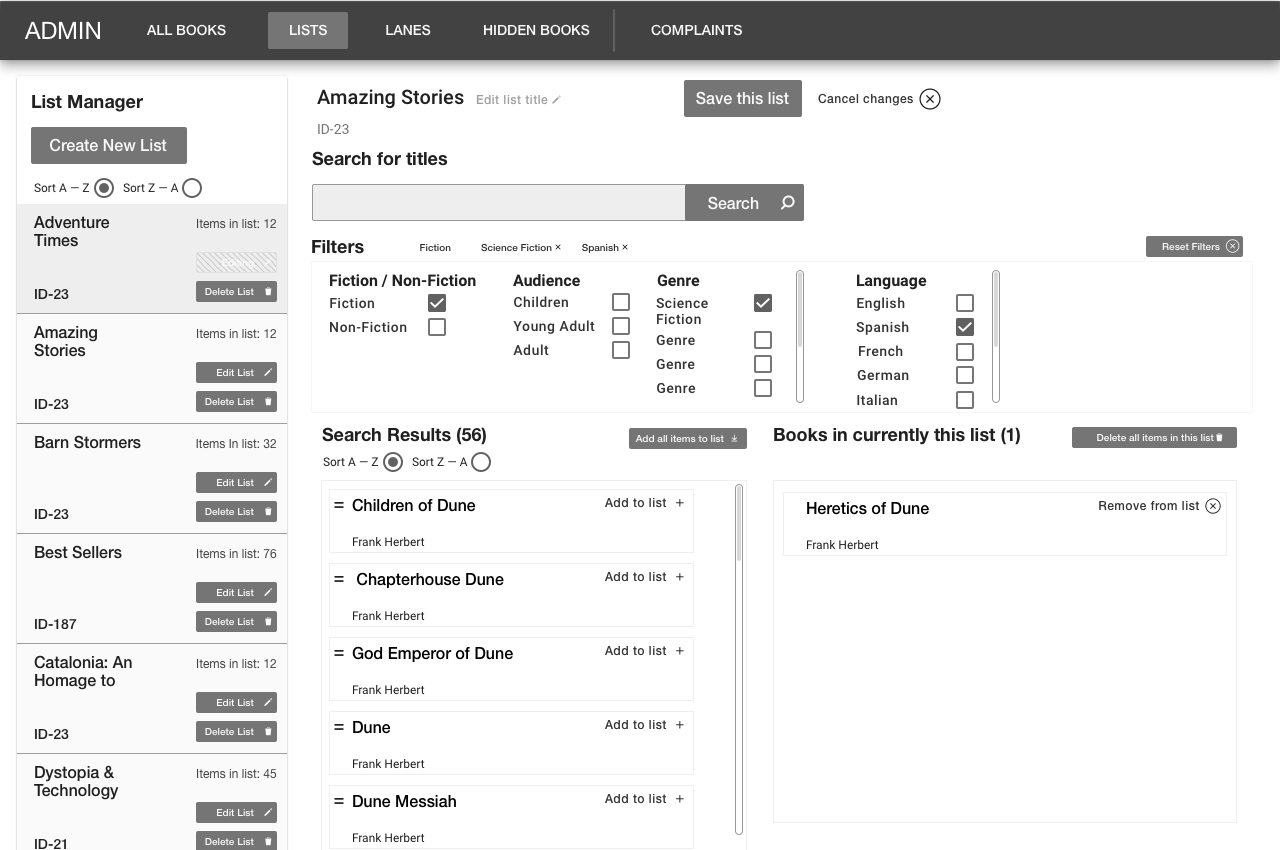 ADMIN
ALL BOOKS
LISTS
LANES
HIDDEN BOOKS
COMPLAINTS
List Manager
Create New List
Sort A – Z
Sort Z – A
Adventure
Times
Items in list: 12
ID-23
Delete List
Amazing
Stories
Items in list: 12
Edit List
ID-23
Delete List
Barn Stormers
Items In list: 32
Edit List
ID-23
Delete List
Best Sellers
Items in list: 76
Edit List
ID-187
Delete List
Catalonia: An
Homage to
Items in list: 12
Edit List
ID-23
Delete List
Dystopia &
Technology
Items in list: 45
Edit List
ID-21
Delete List
Amazing Stories
Edit list title
Save this list
Cancel changes
ID-23
Search for titles
Search
Filters
Fiction
Science Fiction ×
Spanish ×
Reset Filters
Fiction / Non-Fiction
Fiction
Non-Fiction
Audience
Children
Young Adult
Adult
Genre
Science
Fiction
Genre
Genre
Genre
Language
English
Spanish
French
German
Italian
Search Results (56)
Add all items to list
Sort A – Z
Sort Z – A
= Children of Dune
Add to list +
Frank Herbert
= Chapterhouse Dune
Add to list +
Frank Herbert
= God Emperor of Dune
Add to list +
Frank Herbert
= Dune
Add to list +
Frank Herbert
= Dune Messiah
Add to list +
Frank Herbert
Books in currently this list (1)
Delete all items in this list
Heretics of Dune
Remove from list
Frank Herbert